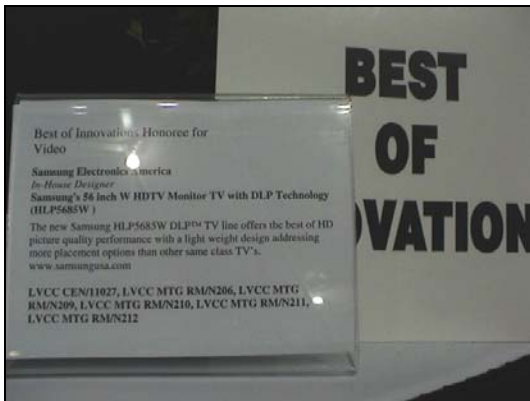 BEST
OF
OVATION
Best of Innovations Honoree for
Video
Samsung Electronics America
In-House Designer
Samsung's 56 inch W HDTV Monitor TV with DLP Technology
(HLP5685W )
The new Samsung HLP5685W DLP™ TV line offers the best of HD
picture quality performance with a light weight design addressing
more placement options than other same class TV's.
www.samsungusa.com
LVCC CEN/11027, LVCC MTG RM/N206, LVCC MTG
RM/N209, LVCC MTG RM/N210, LVCC MTG RM/N211,
LVCC MTG RM/N212